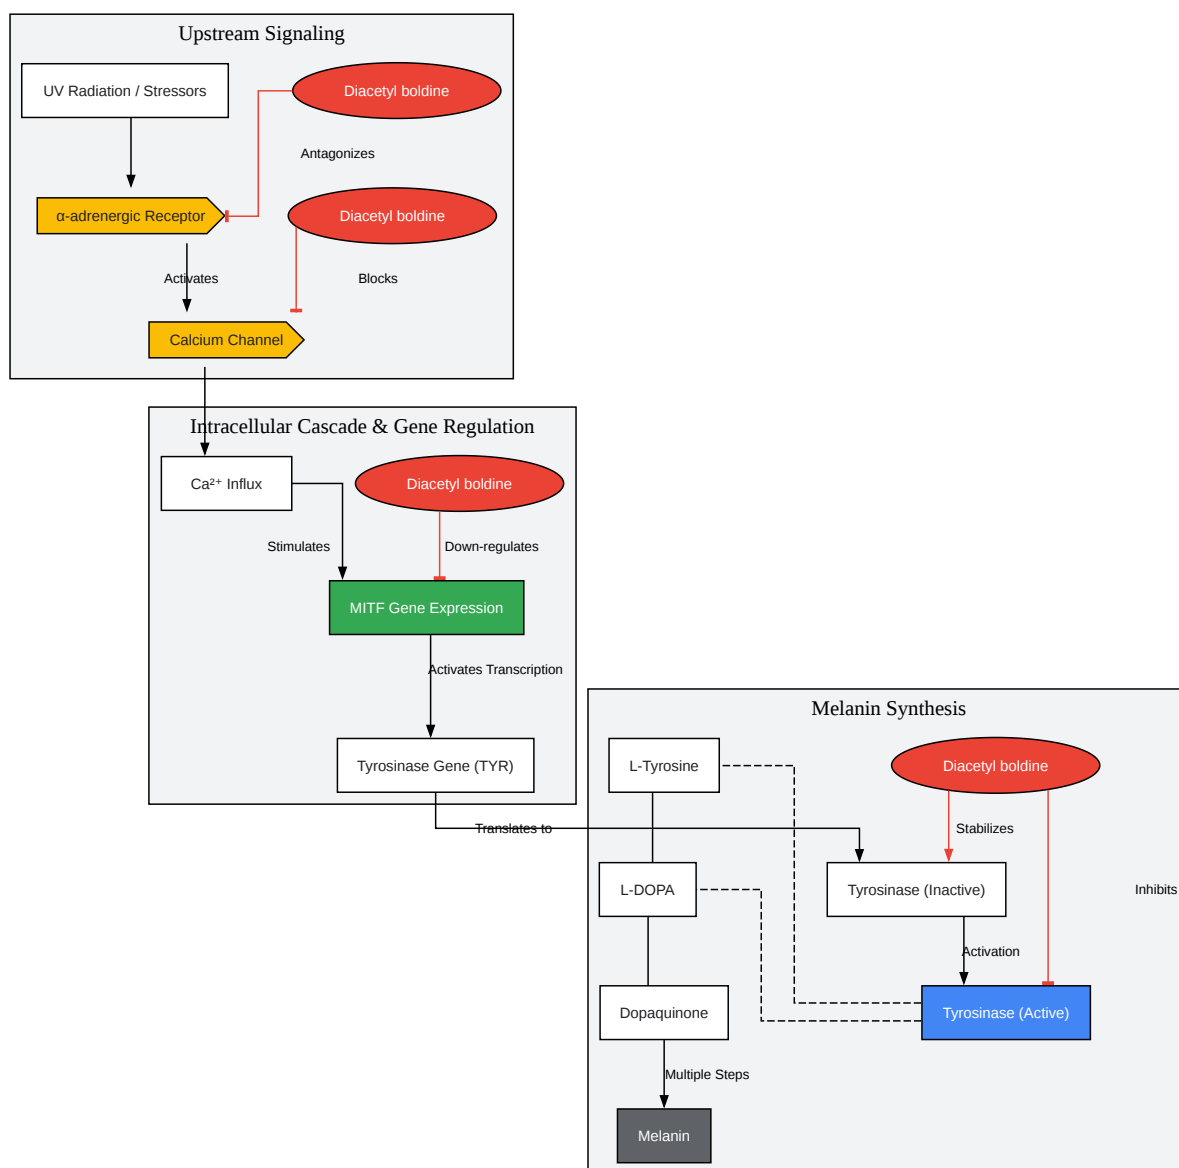 Upstream Signaling
UV Radiation / Stressors
Diacetyl boldine
Antagonizes
α-adrenergic Receptor
Diacetyl boldine
Activates
Blocks
Calcium Channel
Intracellular Cascade & Gene Regulation
Ca²⁺ Influx
Diacetyl boldine
Stimulates
Down-regulates
MITF Gene Expression
Activates Transcription
Tyrosinase Gene (TYR)
Translates to
Melanin Synthesis
L-Tyrosine
Diacetyl boldine
Stabilizes
L-DOPA
Tyrosinase (Inactive)
Inhibits
Activation
Dopaquinone
Tyrosinase (Active)
Multiple Steps
Melanin